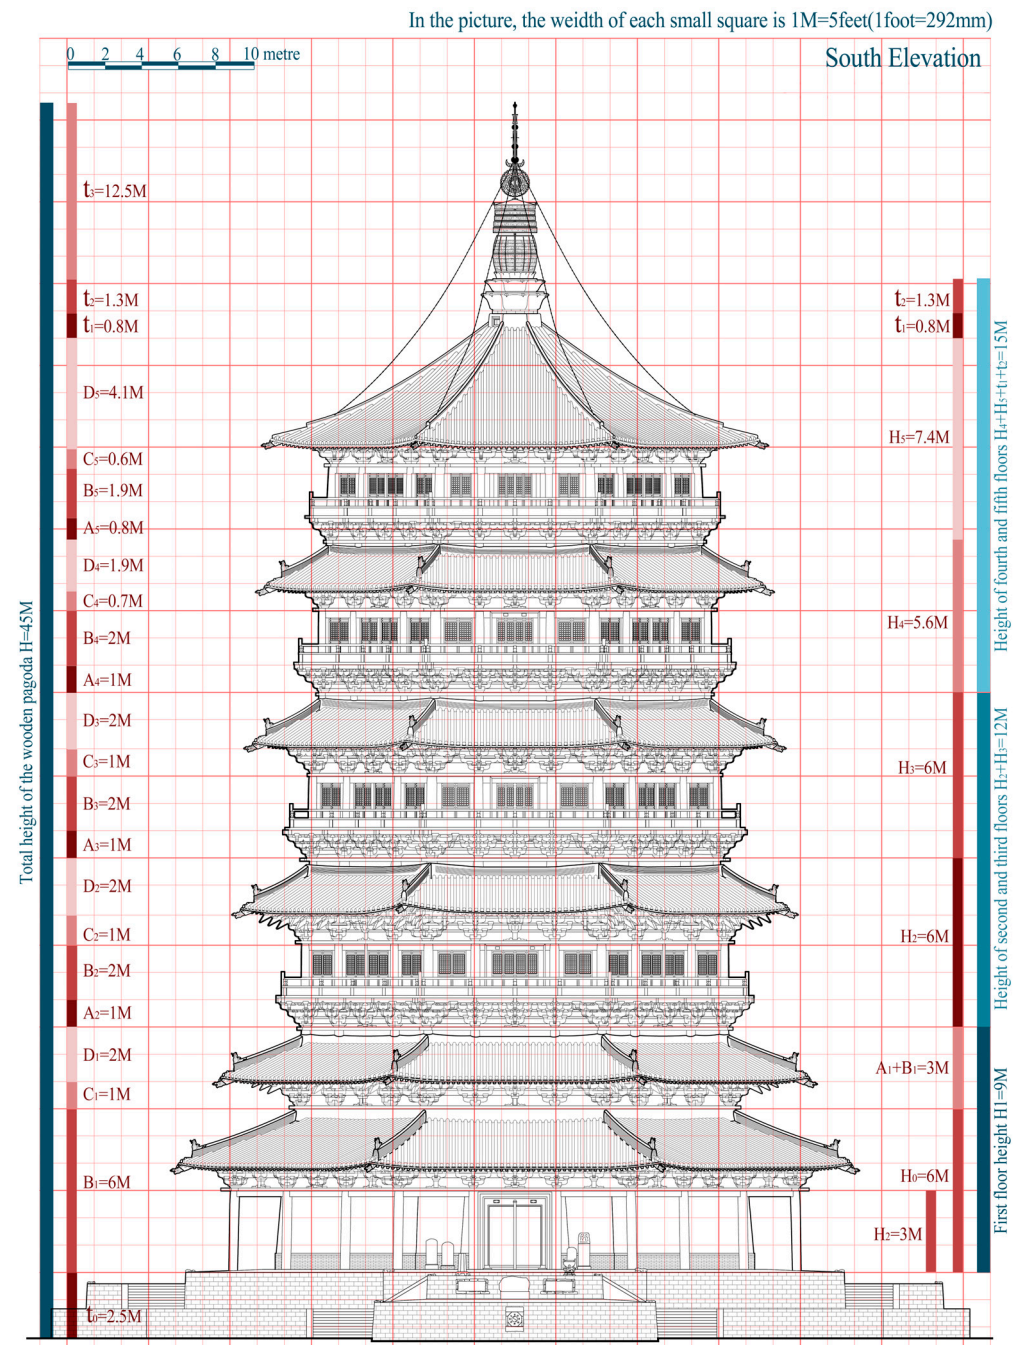 In the picture, the weidth of each small square is 1M=5feet(1foot=292mm)
0 2 4 6 8 10 metre
South Elevation
t₃=12.5M
t₂=1.3M
t₁=0.8M
D₅=4.1M
C₅=0.6M
B₅=1.9M
A₅=0.8M
D₄=1.9M
C₄=0.7M
B₄=2M
A₄=1M
D₃=2M
C₃=1M
B₃=2M
A₃=1M
D₂=2M
C₂=1M
B₂=2M
A₂=1M
D₁=2M
C₁=1M
B₁=6M
t₀=2.5M
Total height of the wooden pagoda H=45M
t₂=1.3M
t₁=0.8M
H₅=7.4M
H₄=5.6M
H₃=6M
H₂=6M
A₁+B₁=3M
H₀=6M
H₂=3M
Height of fourth and fifth floors H₄+H₅+t₁+t₂=15M
Height of second and third floors H₂+H₃=12M
First floor height H1=9M